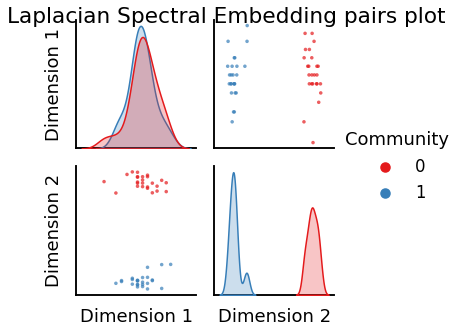 Laplacian Spectral Embedding pairs plot
Dimension 1
Community
0
1
Dimension 2
Dimension 1
Dimension 2